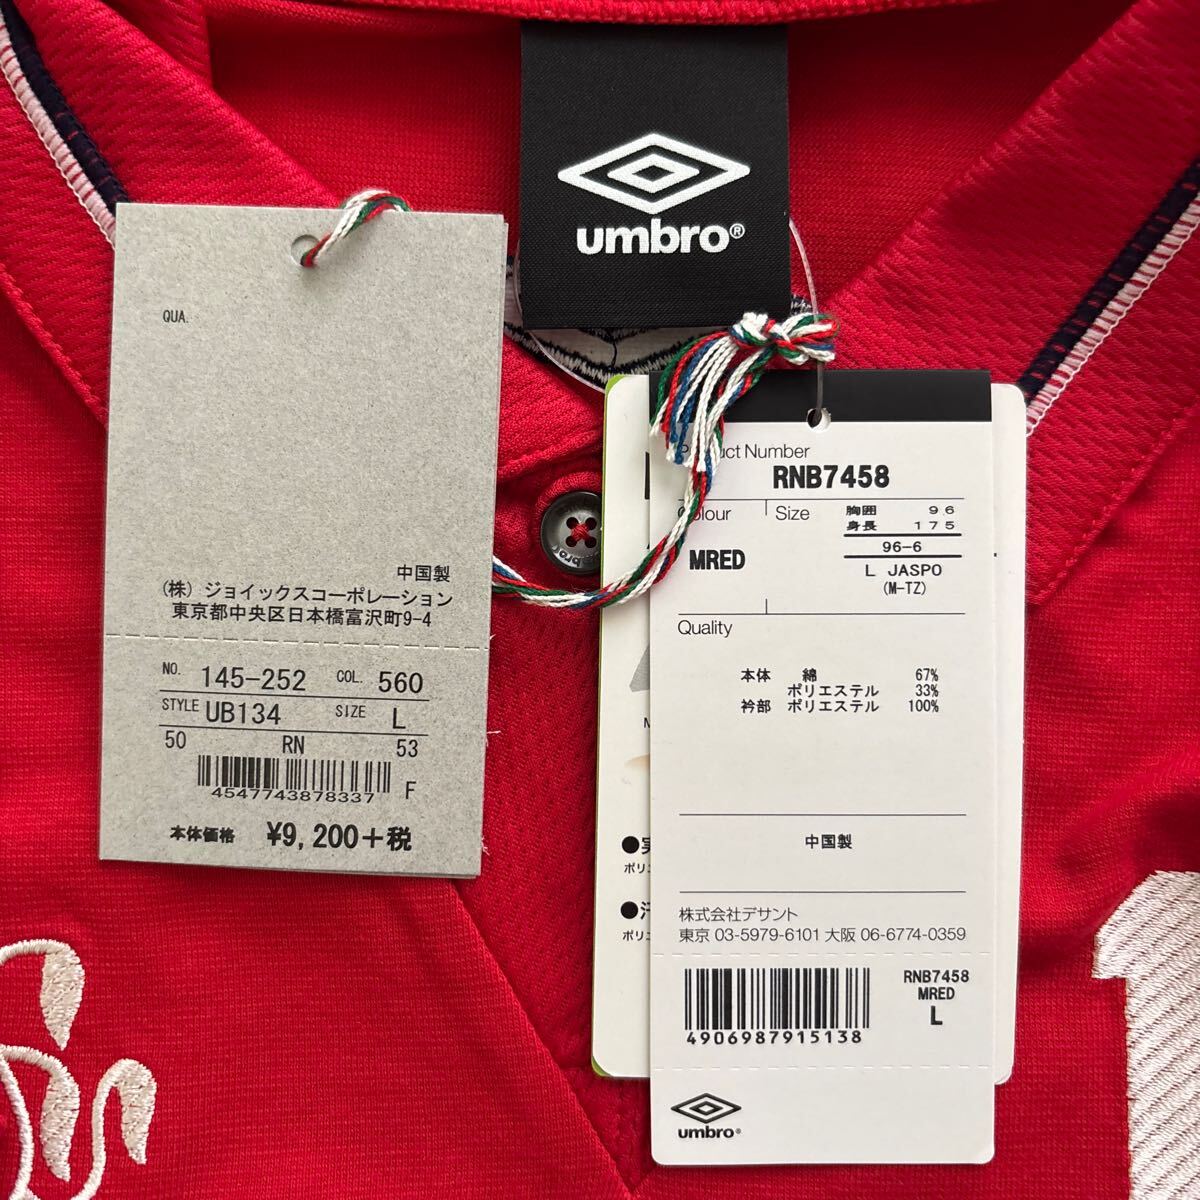 umbro®
QUA.
中国製
(株) ジョイックスコーポレーション
東京都中央区日本橋富沢町9-4
NO. 145-252 COL. 560
STYLE UB134 SIZE L
50 RN 53
4547743878337 F
本体価格 ¥9,200+税
Number
RNB7458
Size
胸囲 96
身長 175
MRED
96-6
L JASPO
(M-TZ)
Quality
本体 綿 67%
ポリエステル 33%
衿部 ポリエステル 100%
中国製
株式会社デサント
東京 03-5979-6101 大阪 06-6774-0359
RNB7458
MRED
L
4906987915138
umbro